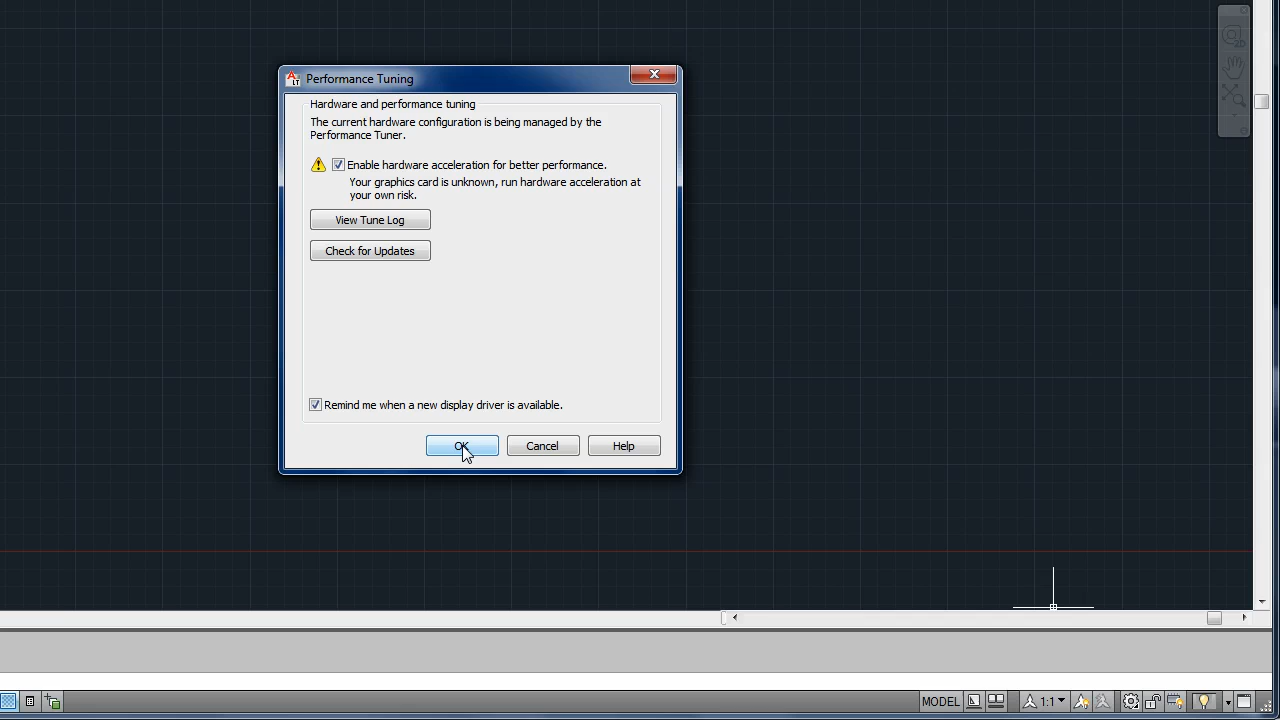 Performance Tuning
Hardware and performance tuning
The current hardware configuration is being managed by the
Performance Tuner.
Enable hardware acceleration for better performance.
Your graphics card is unknown, run hardware acceleration at
your own risk.
View Tune Log
Check for Updates
Remind me when a new display driver is available.
OK
Cancel
Help
MODEL
1:1